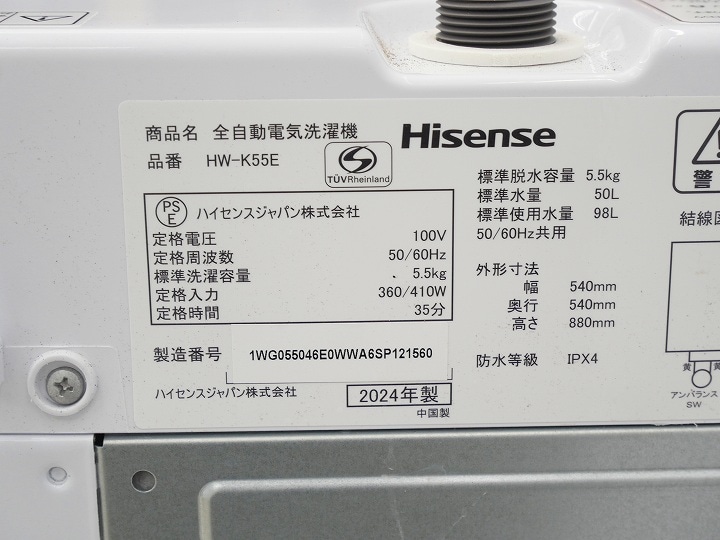 商品名 全自動電気洗濯機
Hisense
品番 HW-K55E
TÜVRheinland
PS
E
ハイセンスジャパン株式会社
定格電圧 100V
定格周波数 50/60Hz
標準洗濯容量 5.5kg
定格入力 360/410W
定格時間 35分
製造番号 1WG055046E0WWA6SP121560
ハイセンスジャパン株式会社 2024年製
中国製
標準脱水容量 5.5kg
標準水量 50L
標準使用水量 98L
50/60Hz共用
外形寸法
幅 540mm
奥行 540mm
高さ 880mm
防水等級 IPX4
警
結線図
黄 黄
アンバランス
SW